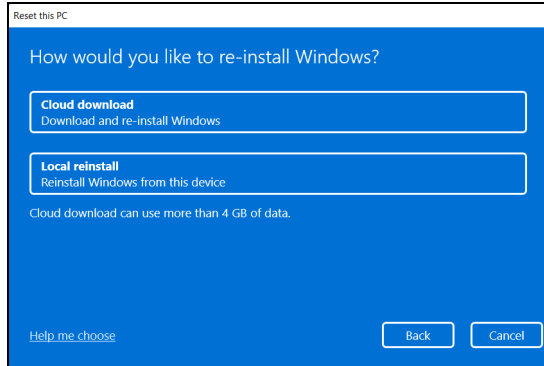 Reset this PC
How would you like to re-install Windows?
Cloud download
Download and re-install Windows
Local reinstall
Reinstall Windows from this device
Cloud download can use more than 4 GB of data.
Help me choose
Back
Cancel